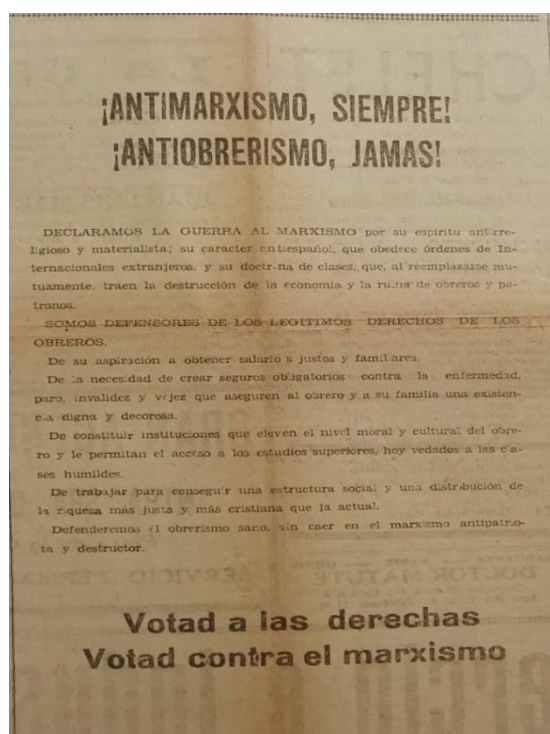 ¡ANTIMARXISMO, SIEMPRE!
¡ANTIOBRERISMO, JAMAS!
DECLARAMOS LA GUERRA AL MARXISMO por su espíritu antirre-
ligioso y materialista; su caracter antiespañol, que obedece órdenes de In-
ternacionales extranjeros, y su doctrina de clases, que, al reemplazarse mu-
tuamente, traen la destrucción de la economía y la ruina de obreros y pa-
tronos.
SOMOS DEFENSORES DE LOS LEGITIMOS DERECHOS DE LOS
OBREROS.
De su aspiración a obtener salarios justos y familiares.
De la necesidad de crear seguros obligatorios contra la enfermedad,
paro, invalidez y vejez que aseguren al obrero y a su familia una existen-
cia digna y decorosa.
De constituir instituciones que eleven el nivel moral y cultural del obre-
ro y le permitan el acceso a los estudios superiores, hoy vedados a las cla-
ses humildes.
De trabajar para conseguir una estructura social y una distribución de
la riqueza más justa y más cristiana que la actual.
Defenderemos el obrerismo sano, sin caer en el marxismo antipatrio-
ta y destructor.
Votad a las derechas
Votad contra el marxismo